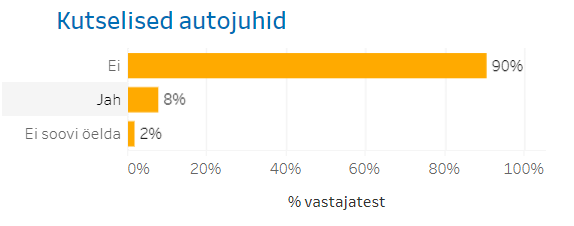 Kutselised autojuhid
Ei 90%
Jah 8%
Ei soovi öelda 2%
0% 20% 40% 60% 80% 100%
% vastajatest